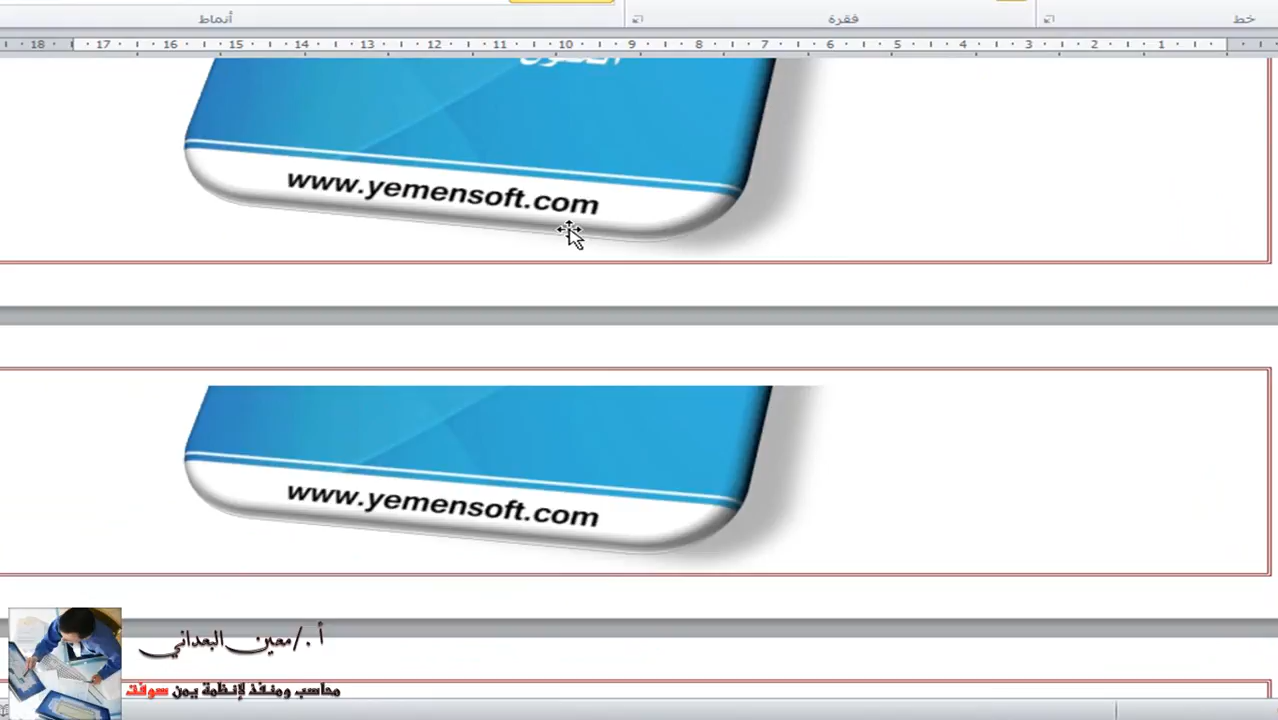 أنماط
فقرة
خط
18 17 16 15 14 13 12 11 10 9 8 7 6 5 4 3 2 1
www.yemensoft.com
www.yemensoft.com
أ./معين البعداني
محاسب ومنفذ لإنظمة يمن سوفت